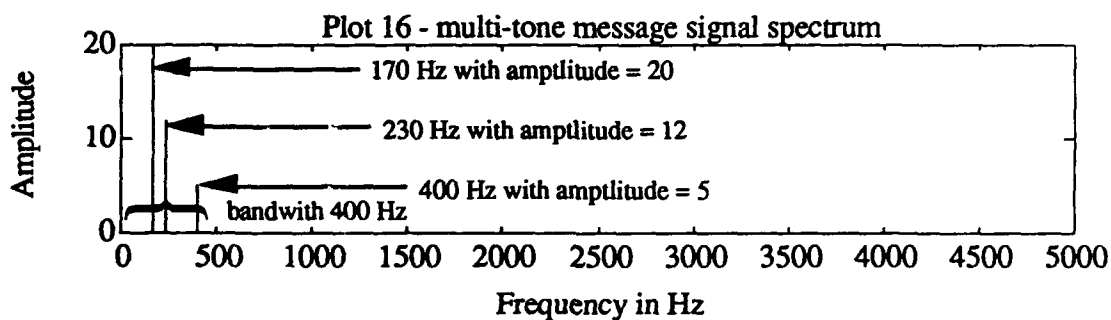 Plot 16 - multi-tone message signal spectrum
20
170 Hz with amptlitude = 20
230 Hz with amptlitude = 12
10
Amplitude
400 Hz with amptlitude = 5
bandwith 400 Hz
0
0 500 1000 1500 2000 2500 3000 3500 4000 4500 5000
Frequency in Hz